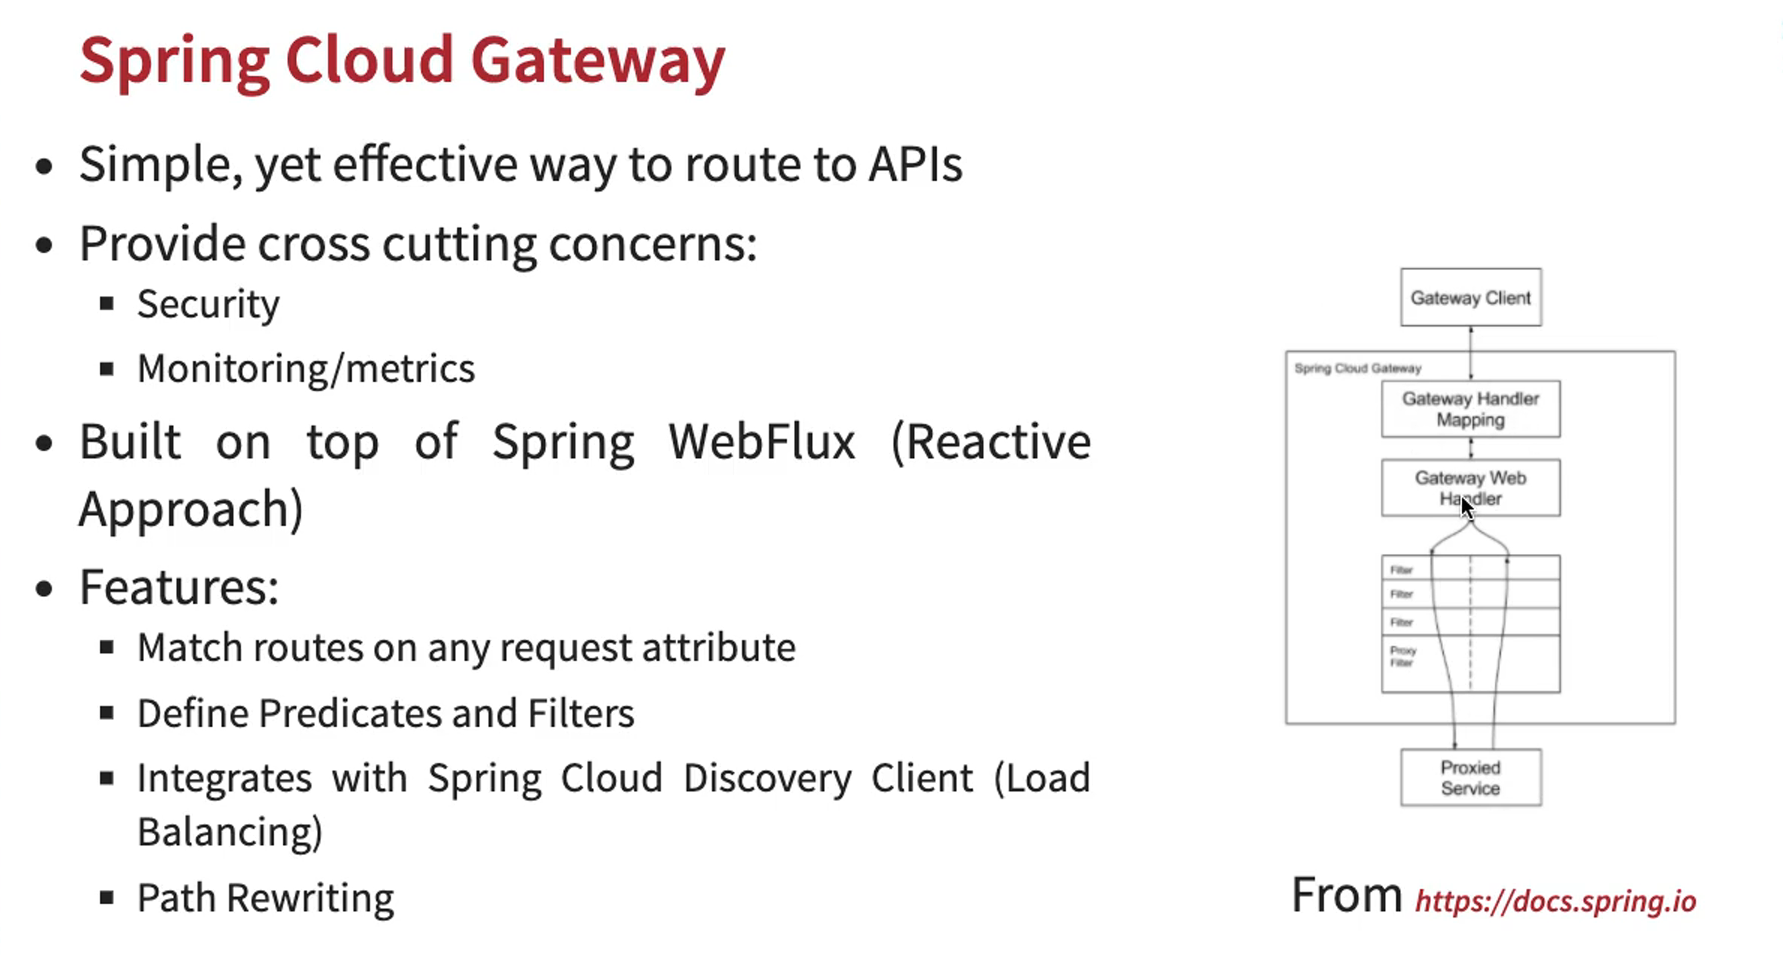 Spring Cloud Gateway
• Simple, yet effective way to route to APIs
• Provide cross cutting concerns:
▪ Security
▪ Monitoring/metrics
• Built on top of Spring WebFlux (Reactive
Approach)
• Features:
▪ Match routes on any request attribute
▪ Define Predicates and Filters
▪ Integrates with Spring Cloud Discovery Client (Load
Balancing)
▪ Path Rewriting
Gateway Client
Spring Cloud Gateway
Gateway Handler
Mapping
Gateway Web
Handler
Filter
Filter
Filter
Proxy
Filter
Proxied
Service
From https://docs.spring.io